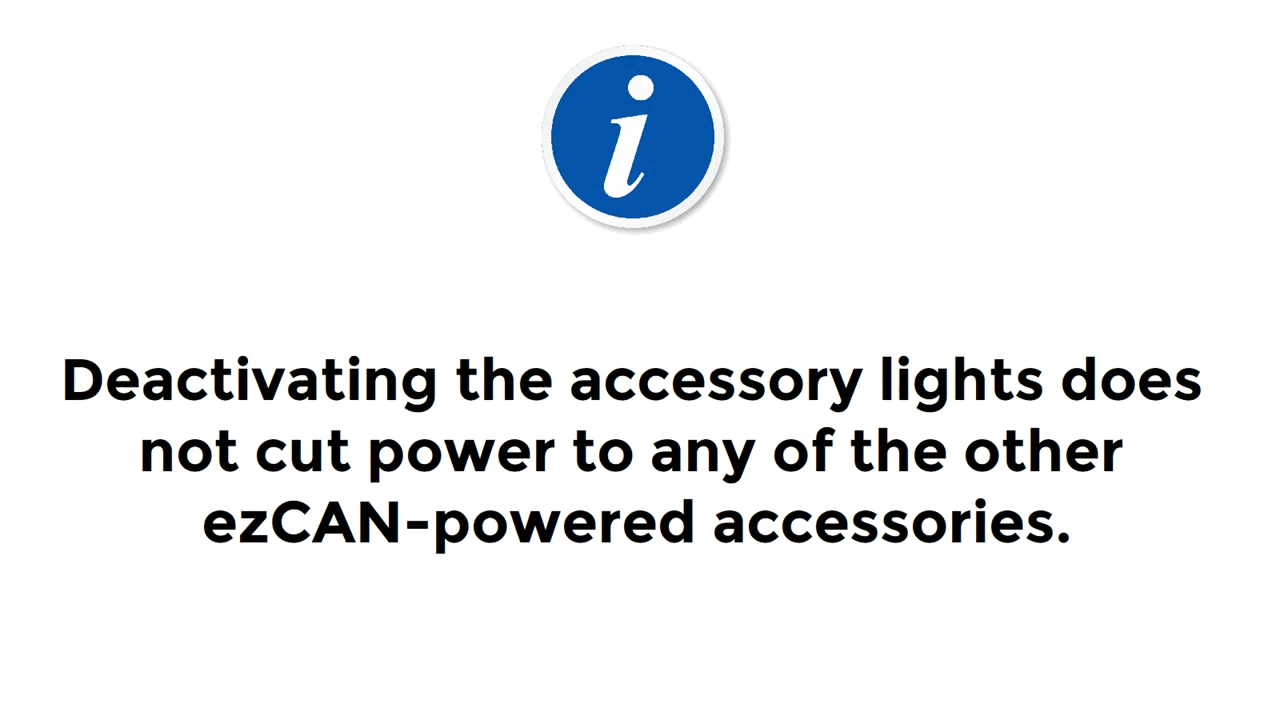 i
Deactivating the accessory lights does
not cut power to any of the other
ezCAN-powered accessories.